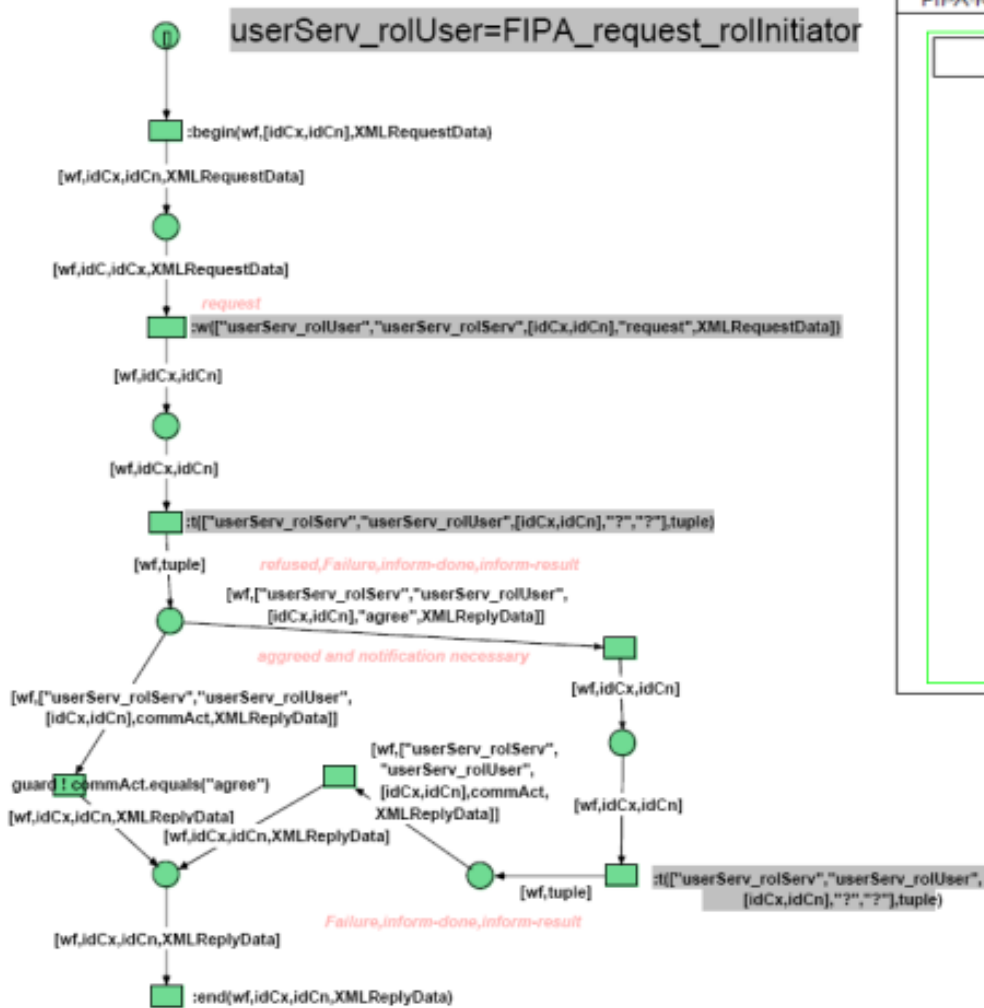 userServ_rolUser=FIPA_request_rolInitiator
[]
:begin(wf,[idCx,idCn],XMLRequestData)
[wf,idCx,idCn,XMLRequestData]
[wf,idC,idCx,XMLRequestData]
request
:w(["userServ_rolUser","userServ_rolServ",[idCx,idCn],"request",XMLRequestData])
[wf,idCx,idCn]
[wf,idCx,idCn]
:t(["userServ_rolServ","userServ_rolUser",[idCx,idCn],"?","?"],tuple)
[wf,tuple]
refused,Failure,inform-done,inform-result
[wf,["userServ_rolServ","userServ_rolUser",
[idCx,idCn],"agree",XMLReplyData]]
aggreed and notification necessary
[wf,idCx,idCn]
[wf,["userServ_rolServ","userServ_rolUser",
[idCx,idCn],commAct,XMLReplyData]]
[wf,["userServ_rolServ",
"userServ_rolUser",
[idCx,idCn],commAct,
XMLReplyData]]
guard ! commAct.equals("agree")
[wf,idCx,idCn]
[wf,idCx,idCn,XMLReplyData]
[wf,idCx,idCn,XMLReplyData]
:t(["userServ_rolServ","userServ_rolUser",
[idCx,idCn],"?","?"],tuple)
[wf,tuple]
Failure,inform-done,inform-result
[wf,idCx,idCn,XMLReplyData]
:end(wf,idCx,idCn,XMLReplyData)